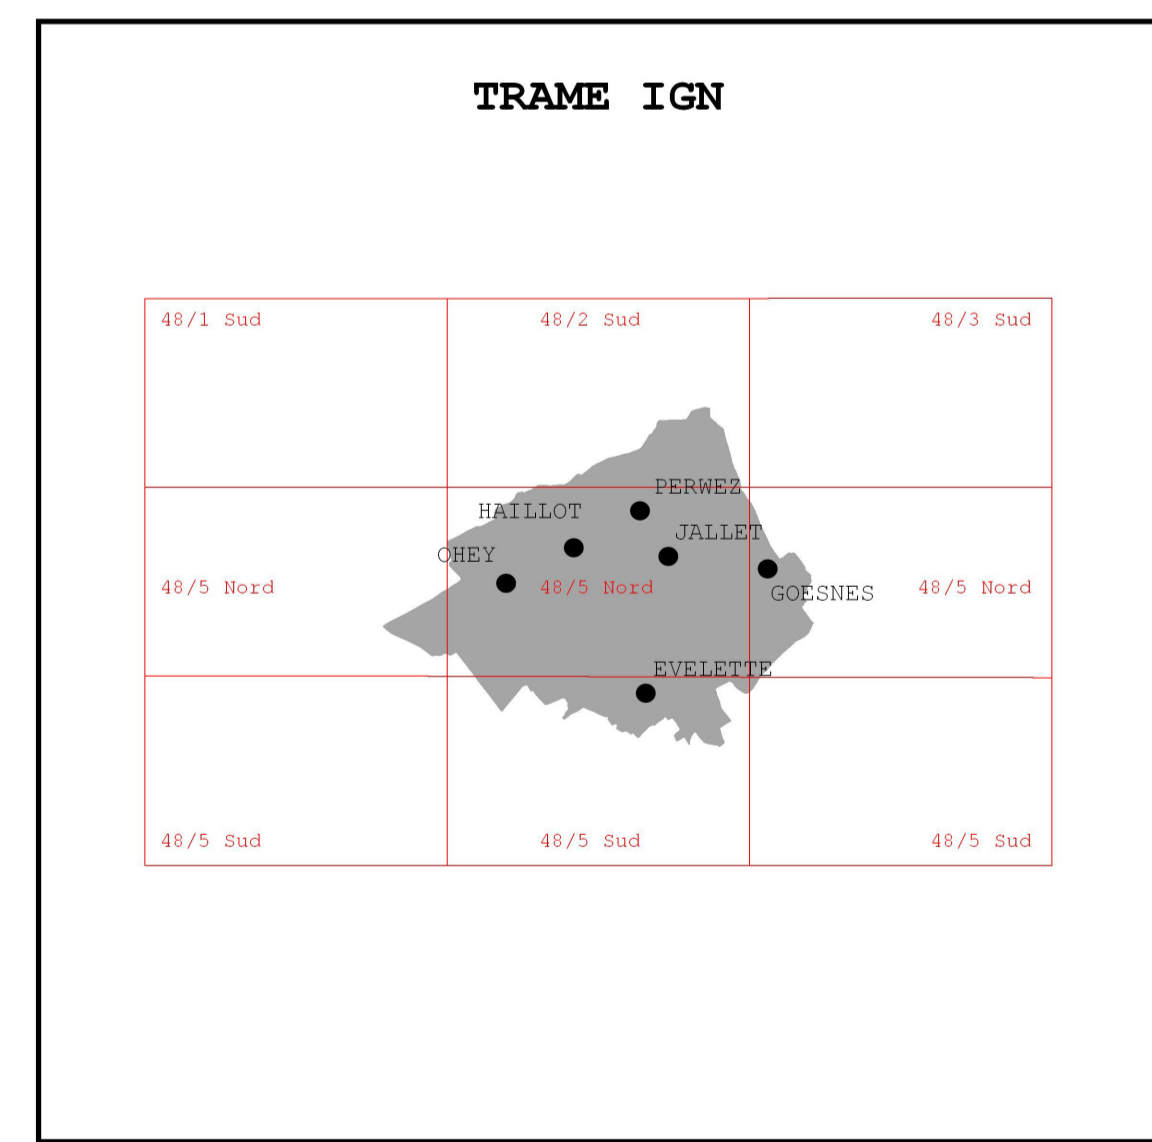 TRAME IGN
48/1 Sud
48/2 Sud
48/3 Sud
PERWEZ
HAILLOT
JALLET
OHEY
48/5 Nord
48/5 Nord
48/5 Nord
GOESNES
EVELETTE
48/5 Sud
48/5 Sud
48/5 Sud